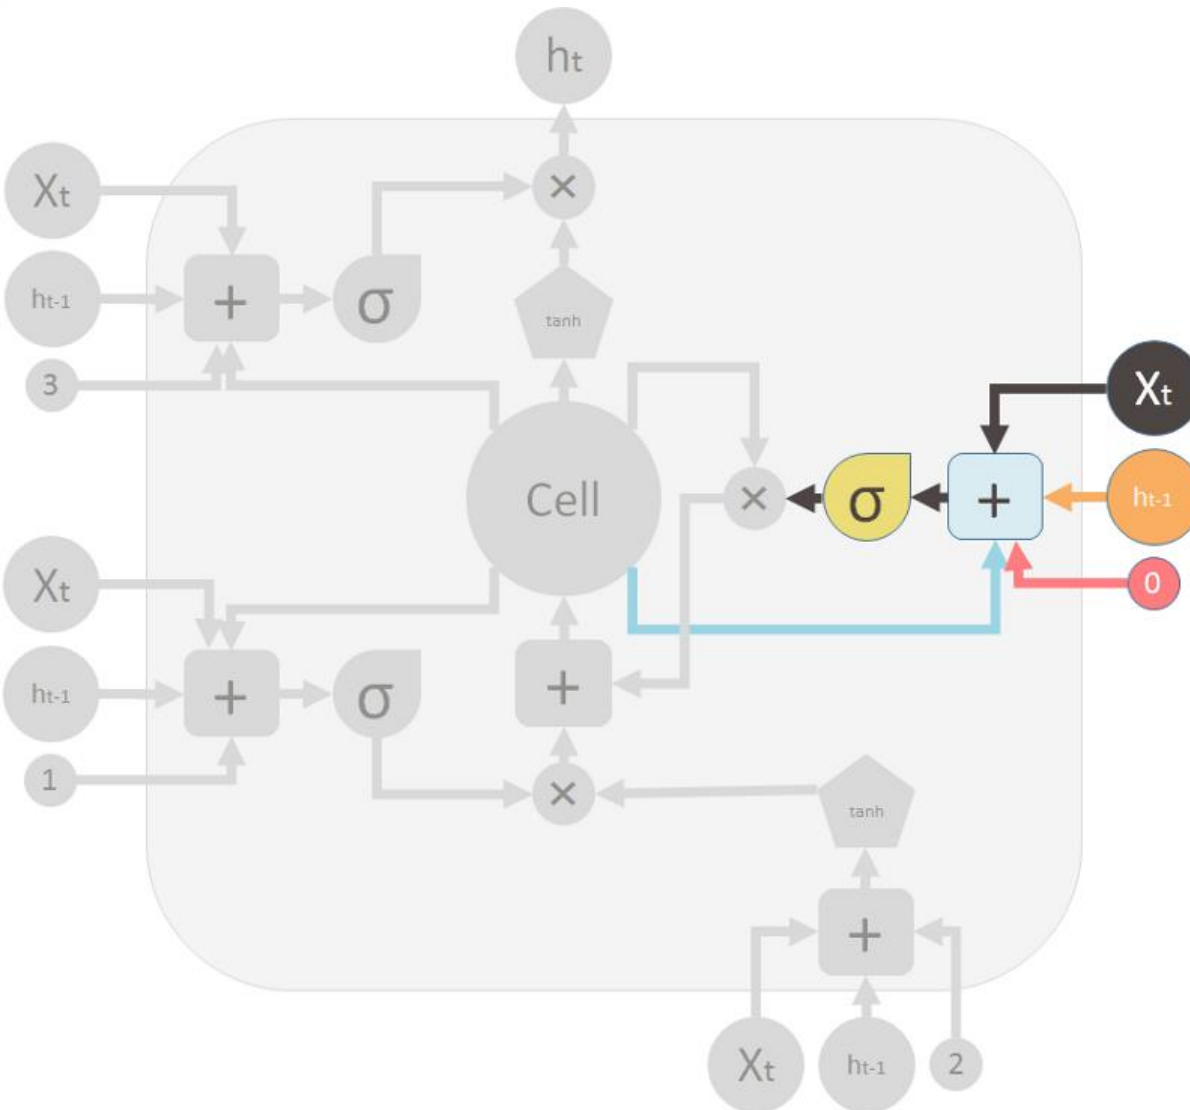 ht
×
Xt
ht-1
+
σ
tanh
3
Xt
Cell
×
σ
+
ht-1
0
Xt
ht-1
+
σ
+
1
×
tanh
+
Xt
ht-1
2